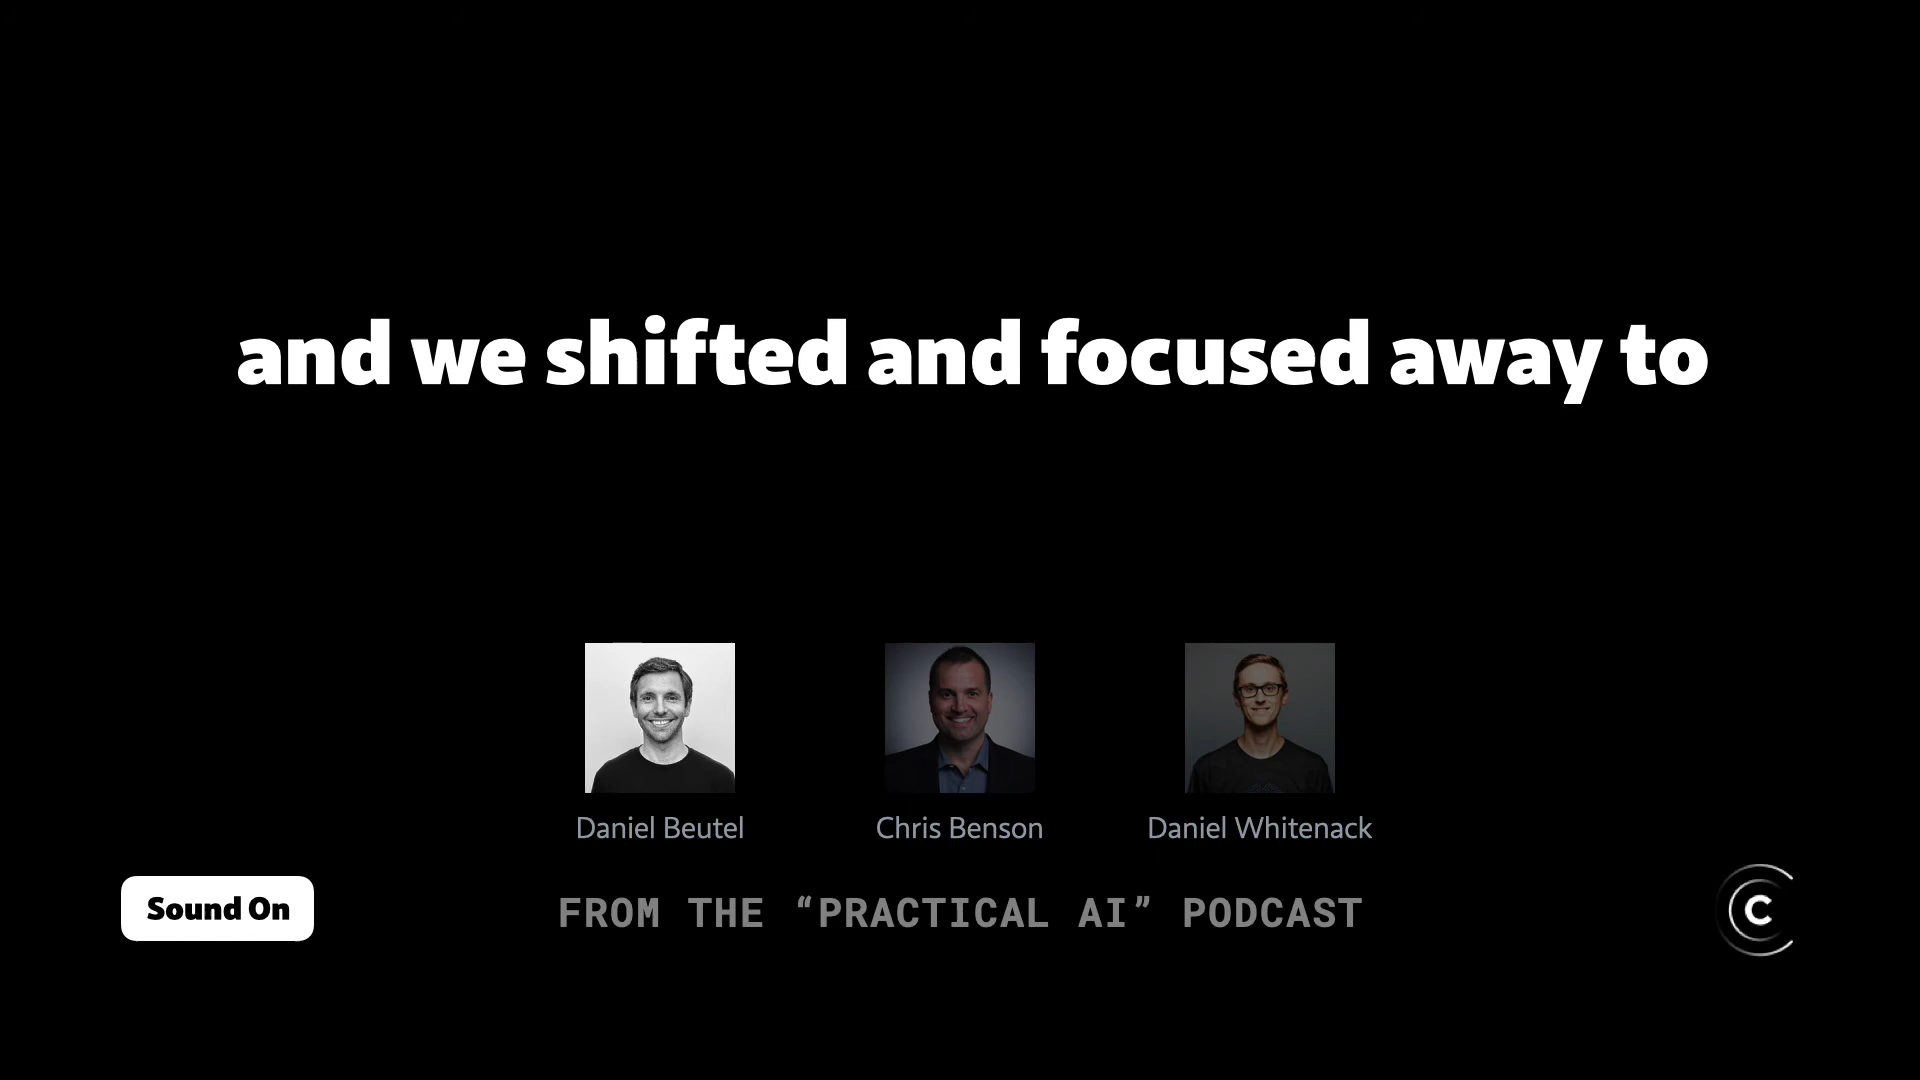 and we shifted and focused away to
Daniel Beutel
Chris Benson
Daniel Whitenack
Sound On
FROM THE “PRACTICAL AI” PODCAST
C